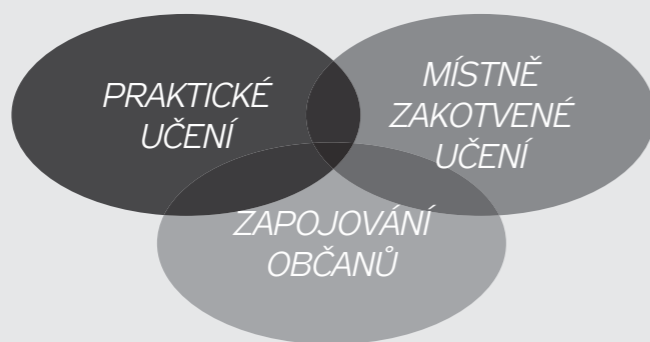 PRAKTICKÉ
UČENÍ
MÍSTNĚ
ZAKOTVENÉ
UČENÍ
ZAPOJOVÁNÍ
OBČANŮ